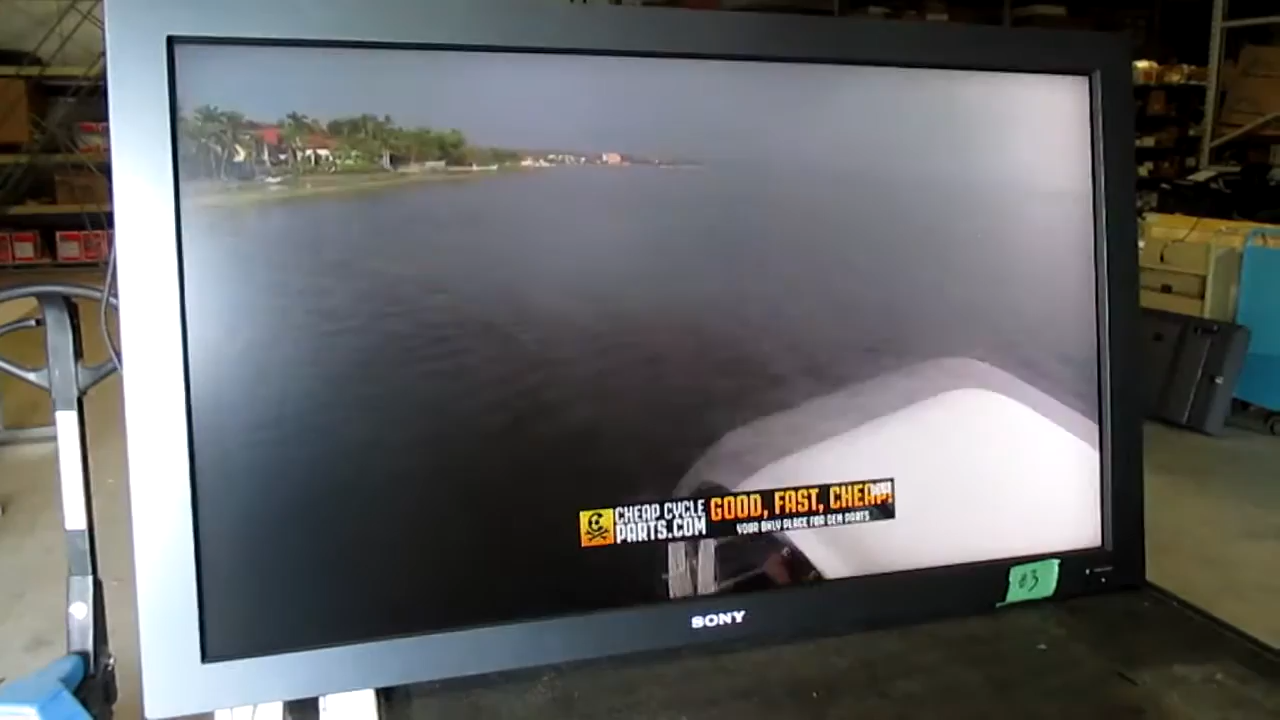 CHEAP CYCLE
PARTS.COM
GOOD, FAST, CHEAP!
YOUR ONLY PLACE FOR OEM PARTS
SONY
#3